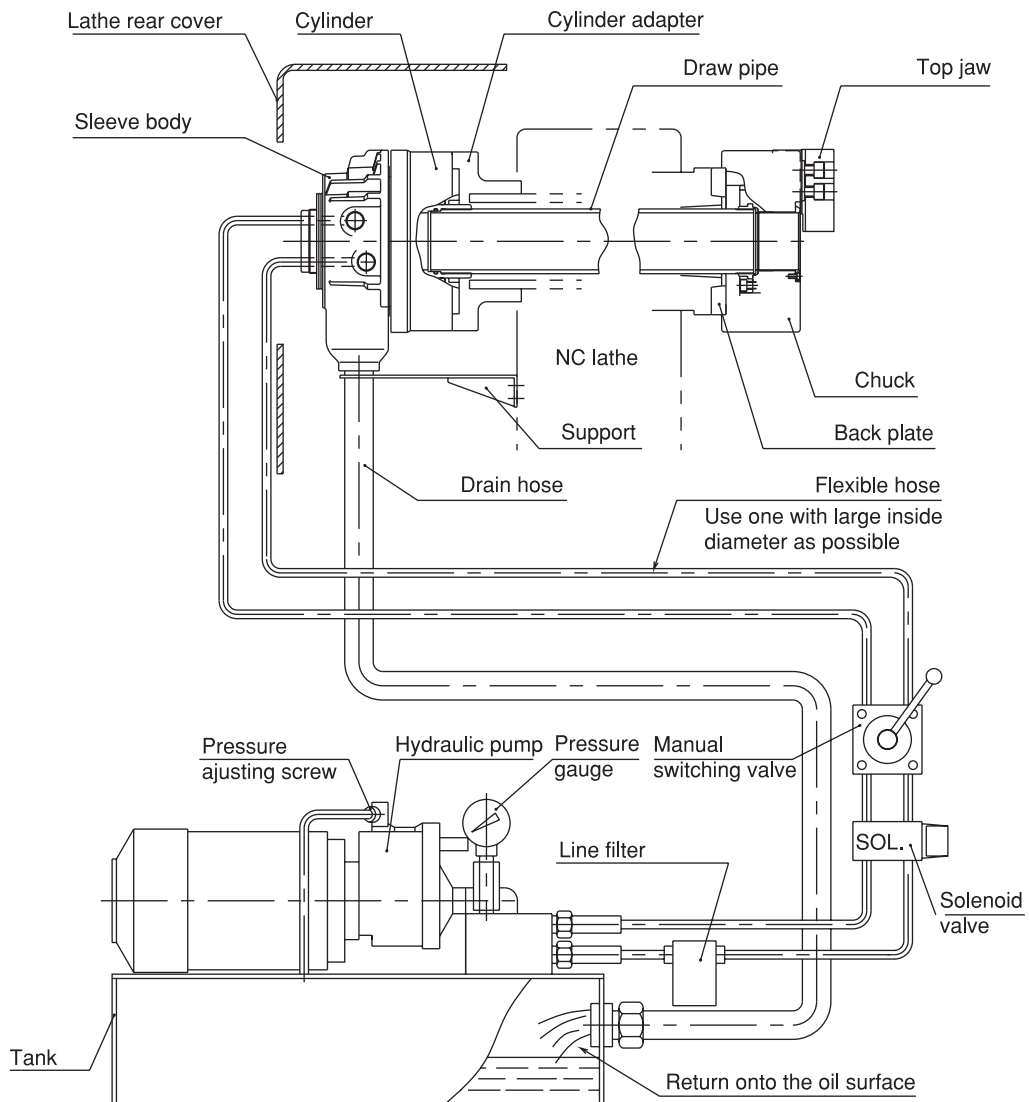 Lathe rear cover
Cylinder
Cylinder adapter
Draw pipe
Top jaw
Sleeve body
NC lathe
Chuck
Support
Back plate
Drain hose
Flexible hose
Use one with large inside
diameter as possible
Pressure
ajusting screw
Hydraulic pump
Pressure
gauge
Manual
switching valve
SOL.
Line filter
Solenoid
valve
Tank
Return onto the oil surface